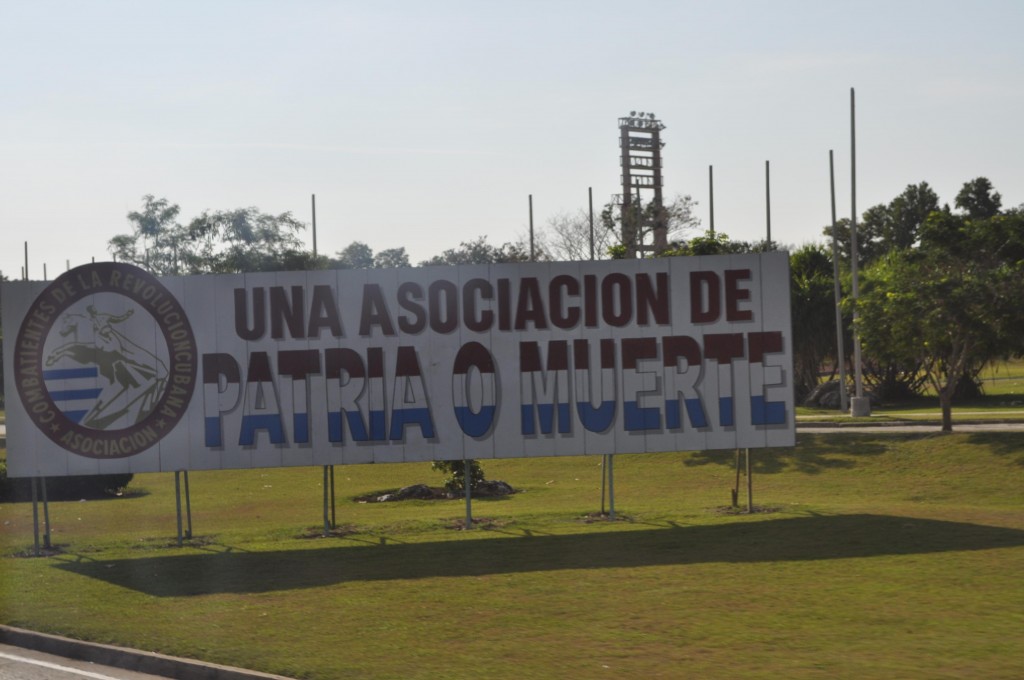 COMBATIENTES DE LA REVOLUCION CUBANA
ASOCIACION
UNA ASOCIACION DE
PATRIA O MUERTE